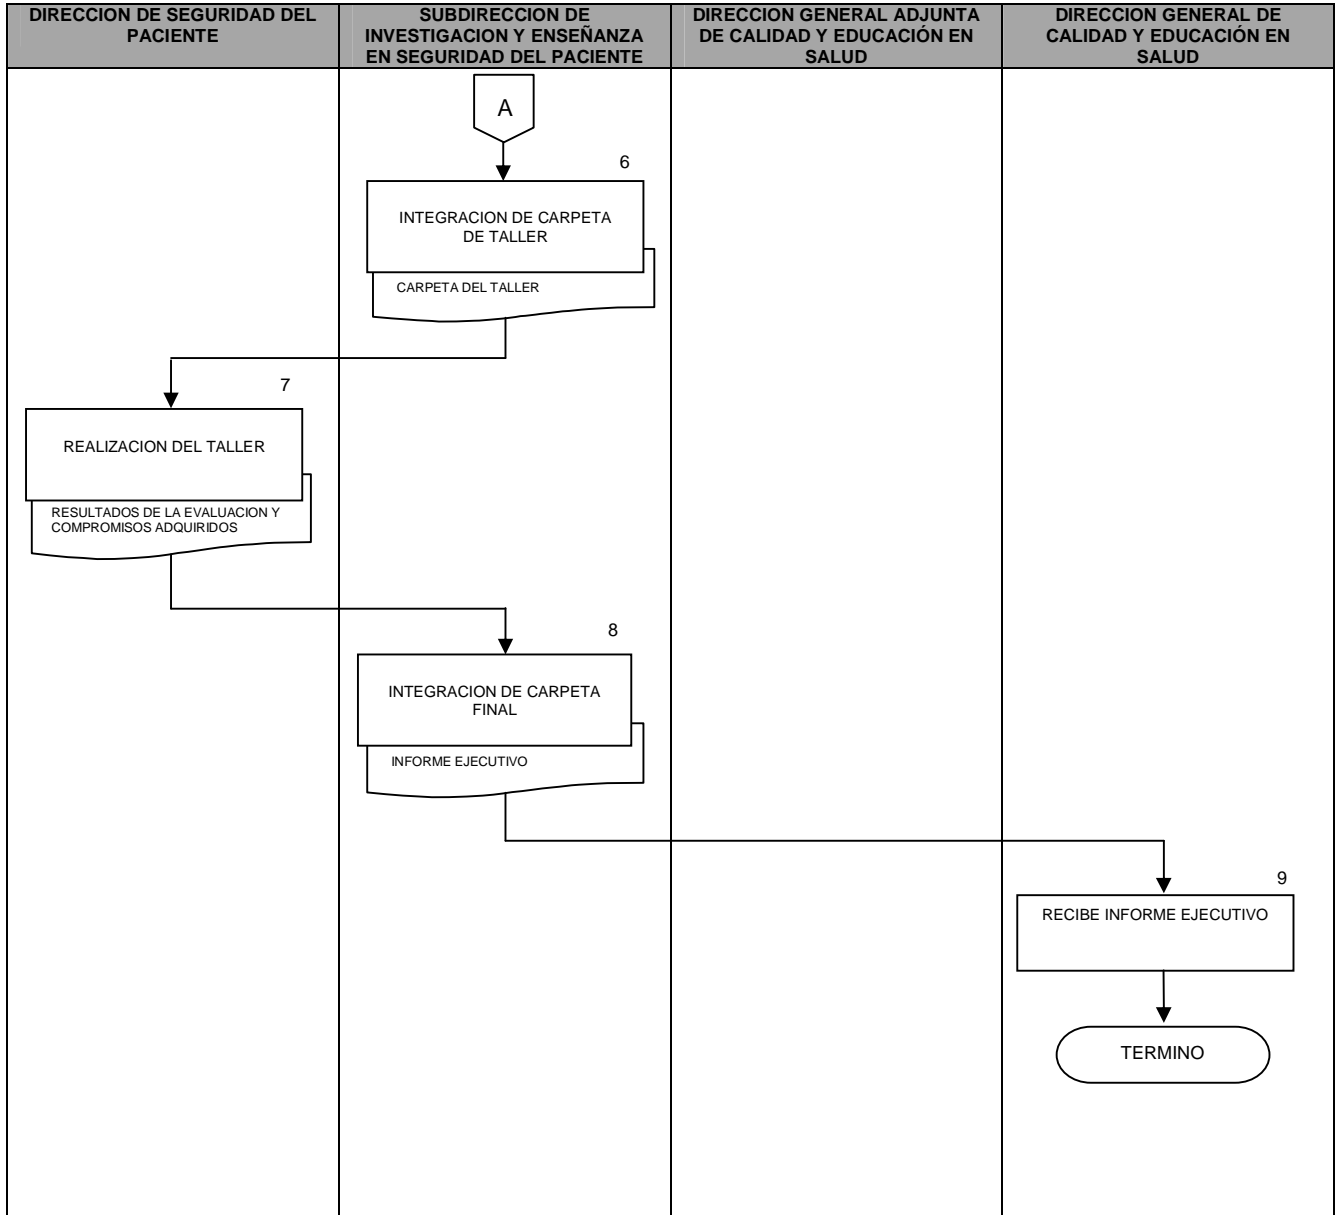 DIRECCION DE SEGURIDAD DEL
PACIENTE
SUBDIRECCION DE
INVESTIGACION Y ENSEÑANZA
EN SEGURIDAD DEL PACIENTE
DIRECCION GENERAL ADJUNTA
DE CALIDAD Y EDUCACIÓN EN
SALUD
DIRECCION GENERAL DE
CALIDAD Y EDUCACIÓN EN
SALUD
A
6
INTEGRACION DE CARPETA
DE TALLER
CARPETA DEL TALLER
7
REALIZACION DEL TALLER
RESULTADOS DE LA EVALUACION Y
COMPROMISOS ADQUIRIDOS
8
INTEGRACION DE CARPETA
FINAL
INFORME EJECUTIVO
9
RECIBE INFORME EJECUTIVO
TERMINO